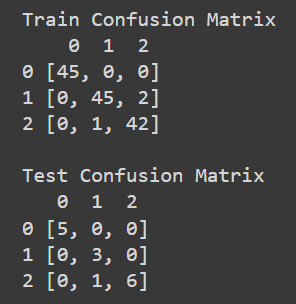 Train Confusion Matrix
0 1 2
0 [45, 0, 0]
1 [0, 45, 2]
2 [0, 1, 42]
Test Confusion Matrix
0 1 2
0 [5, 0, 0]
1 [0, 3, 0]
2 [0, 1, 6]